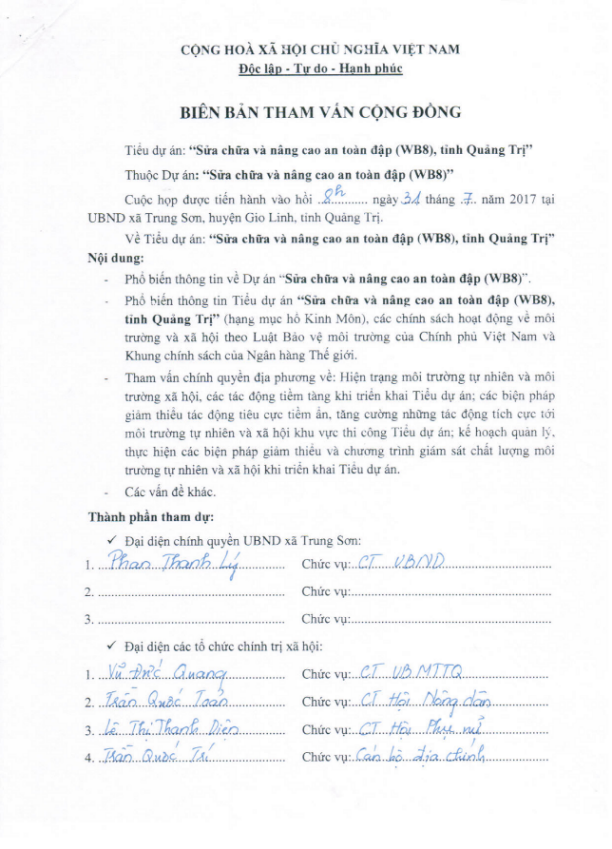 CỘNG HOÀ XÃ HỘI CHỦ NGHĨA VIỆT NAM
Độc lập - Tự do - Hạnh phúc
BIÊN BẢN THAM VẤN CỘNG ĐỒNG
Tiểu dự án: “Sửa chữa và nâng cao an toàn đập (WB8), tỉnh Quảng Trị”
Thuộc Dự án: “Sửa chữa và nâng cao an toàn đập (WB8)”
Cuộc họp được tiến hành vào hồi ..8h........... ngày 31 tháng .7. năm 2017 tại
UBND xã Trung Sơn, huyện Gio Linh, tỉnh Quảng Trị.
Về Tiểu dự án: “Sửa chữa và nâng cao an toàn đập (WB8), tỉnh Quảng Trị”
Nội dung:
- Phổ biến thông tin về Dự án “Sửa chữa và nâng cao an toàn đập (WB8)”.
- Phổ biến thông tin Tiểu dự án “Sửa chữa và nâng cao an toàn đập (WB8),
tỉnh Quảng Trị” (hạng mục hồ Kinh Môn), các chính sách hoạt động về môi
trường và xã hội theo Luật Bảo vệ môi trường của Chính phủ Việt Nam và
Khung chính sách của Ngân hàng Thế giới.
- Tham vấn chính quyền địa phương về: Hiện trạng môi trường tự nhiên và môi
trường xã hội, các tác động tiềm tàng khi triển khai Tiểu dự án; các biện pháp
giảm thiểu tác động tiêu cực tiềm ẩn, tăng cường những tác động tích cực tới
môi trường tự nhiên và xã hội khu vực thi công Tiểu dự án; kế hoạch quản lý,
thực hiện các biện pháp giảm thiểu và chương trình giám sát chất lượng môi
trường tự nhiên và xã hội khi triển khai Tiểu dự án.
- Các vấn đề khác.
Thành phần tham dự:
✓ Đại diện chính quyền UBND xã Trung Sơn:
1. Phan Thanh Lý Chức vụ: CT UBND
2. Chức vụ:
3. Chức vụ:
✓ Đại diện các tổ chức chính trị xã hội:
1. Vũ Đức Quang Chức vụ: CT UBMTTQ
2. Trần Quốc Toản Chức vụ: CT Hội Nông dân
3. Lê Thị Thanh Diện Chức vụ: CT Hội Phụ nữ
4. Trần Quốc Trí Chức vụ: Cán bộ địa chính